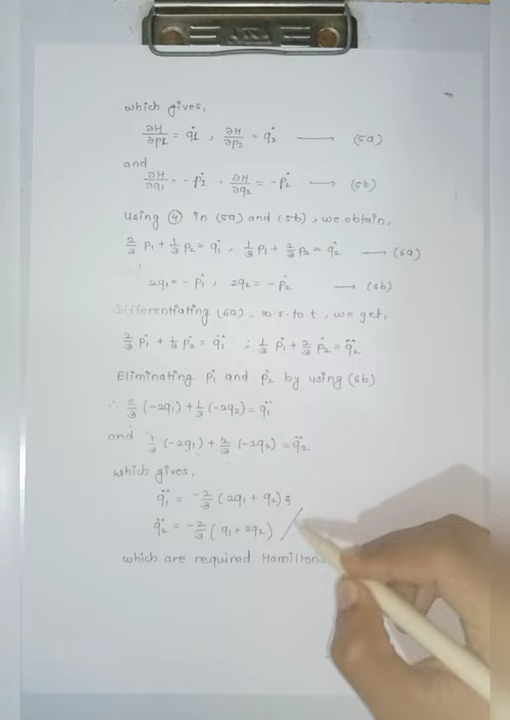 which gives,
∂H/∂p1 = q̇1 , ∂H/∂p2 = q̇2 —— (5a)
and
∂H/∂q1 = -ṗ1 , ∂H/∂q2 = -ṗ2 —— (5b)
Using ④ in (5a) and (5b), we obtain,
2/3 p1 + 1/3 p2 = q̇1 , 1/3 p1 + 2/3 p2 = q̇2 —— (6a)
2q1 = -ṗ1 , 2q2 = -ṗ2 —— (6b)
Differentiating (6a), w.r.to t, we get,
2/3 ṗ1 + 1/3 ṗ2 = q̈1 ; 1/3 ṗ1 + 2/3 ṗ2 = q̈2
Eliminating ṗ1 and ṗ2 by using (6b)
∴ 2/3 (-2q1) + 1/3 (-2q2) = q̈1
and 1/3 (-2q1) + 2/3 (-2q2) = q̈2
which gives,
q̈1 = -2/3 (2q1 + q2) &
q̈2 = -2/3 (q1 + 2q2)
which are required Hamilton